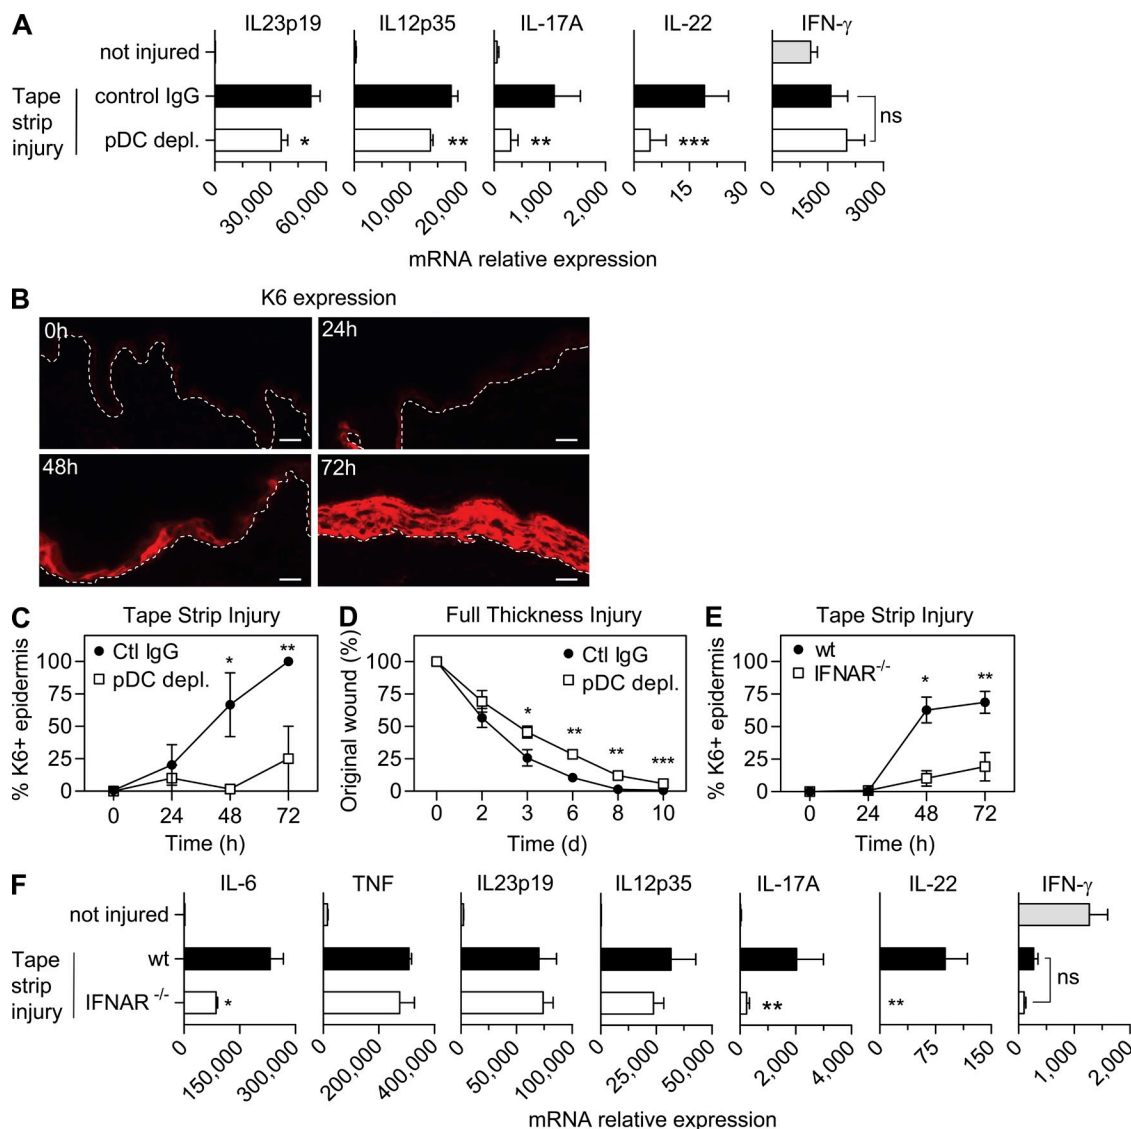 A
IL23p19 IL12p35 IL-17A IL-22 IFN-γ
not injured
Tape strip injury
control IgG
pDC depl.
* ** ** *** ns
0 30,000 60,000 0 10,000 20,000 0 1,000 2,000 0 15 30 0 1500 3000
mRNA relative expression
B
K6 expression
0h 24h
48h 72h
C Tape Strip Injury
% K6+ epidermis
100
75
50
25
0
Ctl IgG
pDC depl.
* **
0 24 48 72
Time (h)
D Full Thickness Injury
Original wound (%)
100
75
50
25
0
Ctl IgG
pDC depl.
* ** ** ***
0 2 3 6 8 10
Time (d)
E Tape Strip Injury
% K6+ epidermis
100
75
50
25
0
wt
IFNAR-/-
* **
0 24 48 72
Time (h)
F
IL-6 TNF IL23p19 IL12p35 IL-17A IL-22 IFN-γ
not injured
Tape strip injury
wt
IFNAR -/-
* ** ** ns
0 150,000 300,000 0 200,000 400,000 0 50,000 100,000 0 25,000 50,000 0 2,000 4,000 0 75 150 0 1,000 2,000
mRNA relative expression